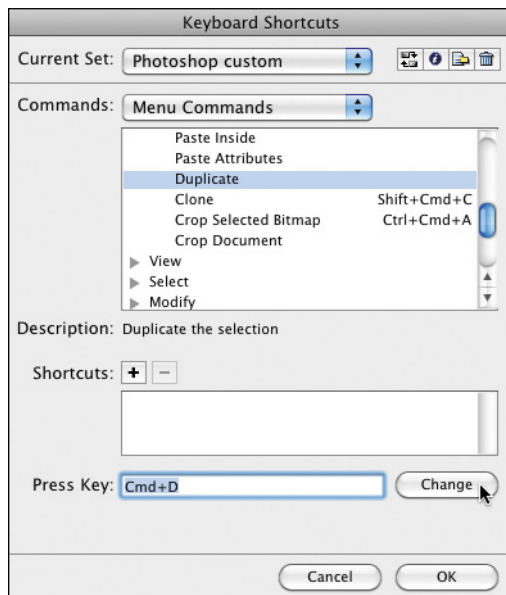 Keyboard Shortcuts
Current Set: Photoshop custom
Commands: Menu Commands
Paste Inside
Paste Attributes
Duplicate
Clone Shift+Cmd+C
Crop Selected Bitmap Ctrl+Cmd+A
Crop Document
View
Select
Modify
Description: Duplicate the selection
Shortcuts: + −
Press Key: Cmd+D Change
Cancel OK